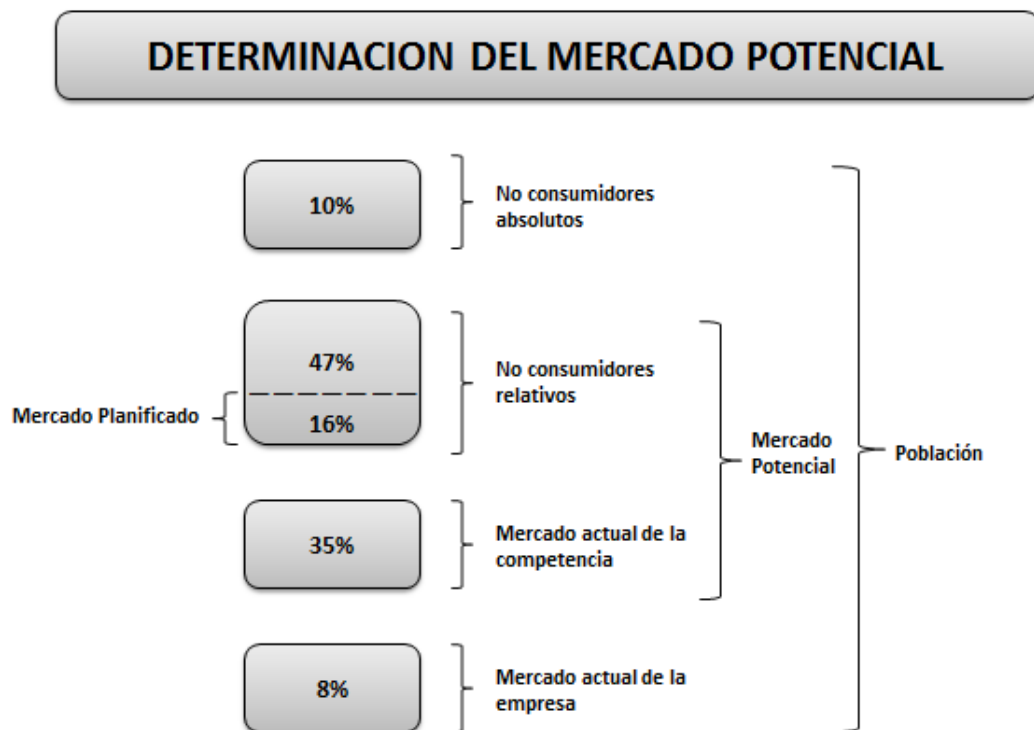 DETERMINACION DEL MERCADO POTENCIAL
10%
No consumidores
absolutos
47%
No consumidores
relativos
Mercado Planificado
16%
Mercado
Potencial
Población
35%
Mercado actual de la
competencia
8%
Mercado actual de la
empresa